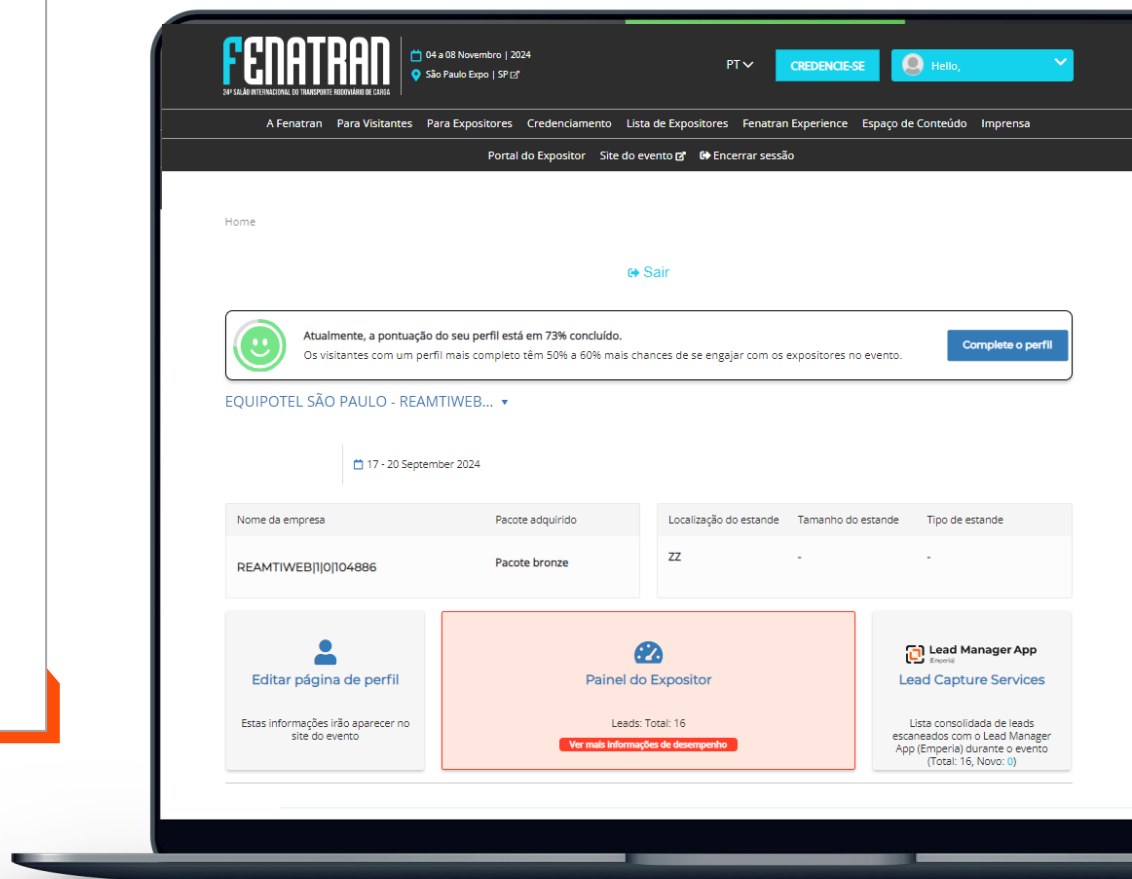 FENATRAN
24º SALÃO INTERNACIONAL DO TRANSPORTE RODOVIÁRIO DE CARGA
04 a 08 Novembro | 2024
São Paulo Expo | SP
PT
CREDENCIE-SE
Hello,
A Fenatran Para Visitantes Para Expositores Credenciamento Lista de Expositores Fenatran Experience Espaço de Conteúdo Imprensa
Portal do Expositor Site do evento Encerrar sessão
Home
Sair
Atualmente, a pontuação do seu perfil está em 73% concluído.
Os visitantes com um perfil mais completo têm 50% a 60% mais chances de se engajar com os expositores no evento.
Complete o perfil
EQUIPOTEL SÃO PAULO - REAMTIWEB...
17 - 20 September 2024
Nome da empresa Pacote adquirido Localização do estande Tamanho do estande Tipo de estande
REAMTIWEB|1|0|104886 Pacote bronze ZZ - -
Editar página de perfil
Estas informações irão aparecer no
site do evento
Painel do Expositor
Leads: Total: 16
Ver mais informações de desempenho
Lead Manager App
(Emperia)
Lead Capture Services
Lista consolidada de leads
escaneados com o Lead Manager
App (Emperia) durante o evento
(Total: 16, Novo: 0)